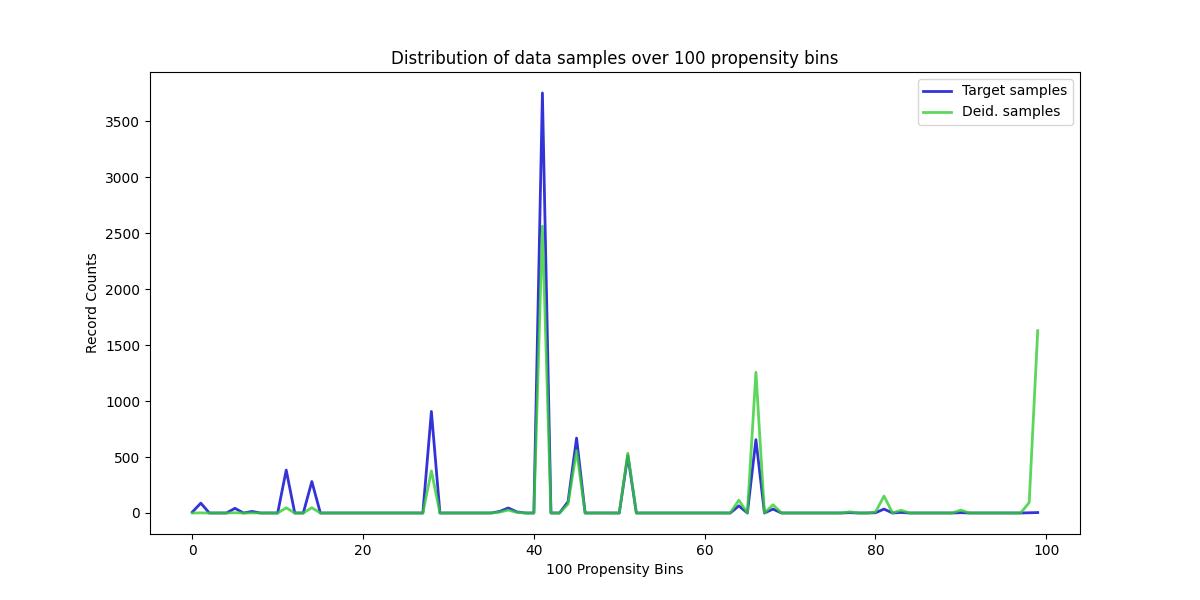 Distribution of data samples over 100 propensity bins
Target samples
Deid. samples
Record Counts
3500
3000
2500
2000
1500
1000
500
0
0 20 40 60 80 100
100 Propensity Bins